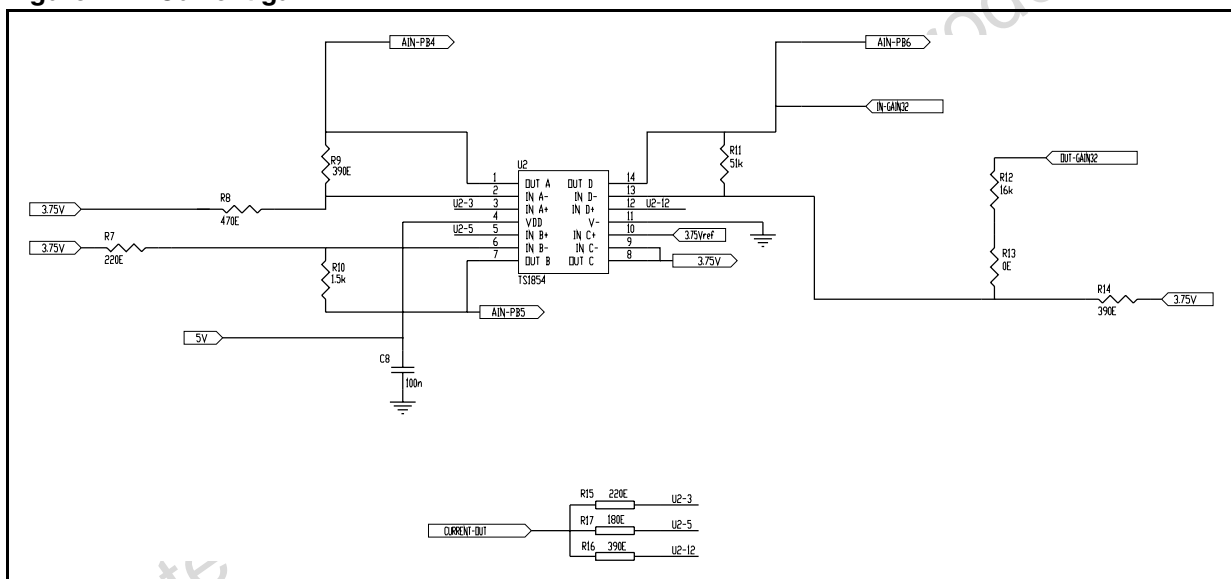 AIN-PB4
AIN-PB6
IN-GAIN32
R9
390E
R11
51k
OUT-GAIN32
R12
16k
U2
1 OUT A OUT D 14
2 IN A- IN D- 13
U2-3 3 IN A+ IN D+ 12 U2-12
4 VDD V- 11
U2-5 5 IN B+ IN C+ 10 3.75Vref
6 IN B- IN C- 9
7 OUT B OUT C 8 3.75V
TS1854
3.75V
R8
470E
3.75V
R7
220E
R10
1.5k
R13
0E
R14
390E
3.75V
AIN-PB5
5V
C8
100n
CURRENT-OUT
R15 220E U2-3
R17 180E U2-5
R16 390E U2-12